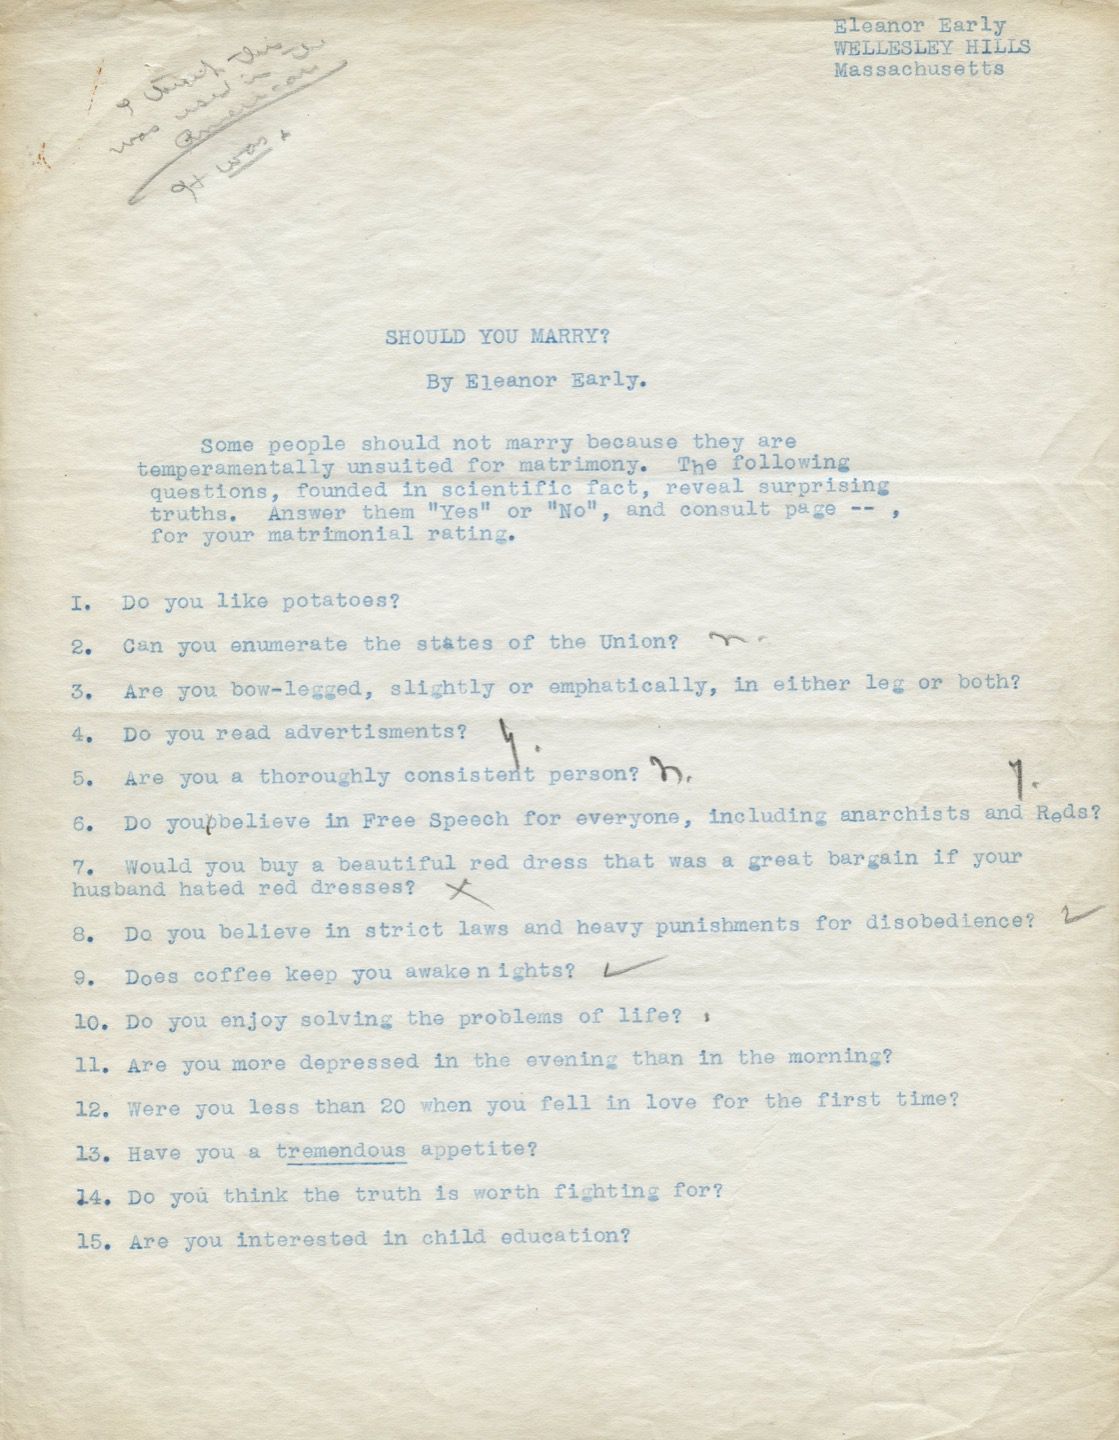 Eleanor Early
WELLESLEY HILLS
Massachusetts
I think this
was used in the
American
It was.
SHOULD YOU MARRY?
By Eleanor Early.
Some people should not marry because they are
temperamentally unsuited for matrimony. The following
questions, founded in scientific fact, reveal surprising
truths. Answer them "Yes" or "No", and consult page -- ,
for your matrimonial rating.
I. Do you like potatoes?
2. Can you enumerate the states of the Union? n.
3. Are you bow-legged, slightly or emphatically, in either leg or both?
4. Do you read advertisments? y.
5. Are you a thoroughly consistent person? n.
y.
6. Do you believe in Free Speech for everyone, including anarchists and Reds?
7. Would you buy a beautiful red dress that was a great bargain if your
husband hated red dresses? x
8. Do you believe in strict laws and heavy punishments for disobedience? ✓
9. Does coffee keep you awake nights? ✓
10. Do you enjoy solving the problems of life?
11. Are you more depressed in the evening than in the morning?
12. Were you less than 20 when you fell in love for the first time?
13. Have you a tremendous appetite?
14. Do you think the truth is worth fighting for?
15. Are you interested in child education?